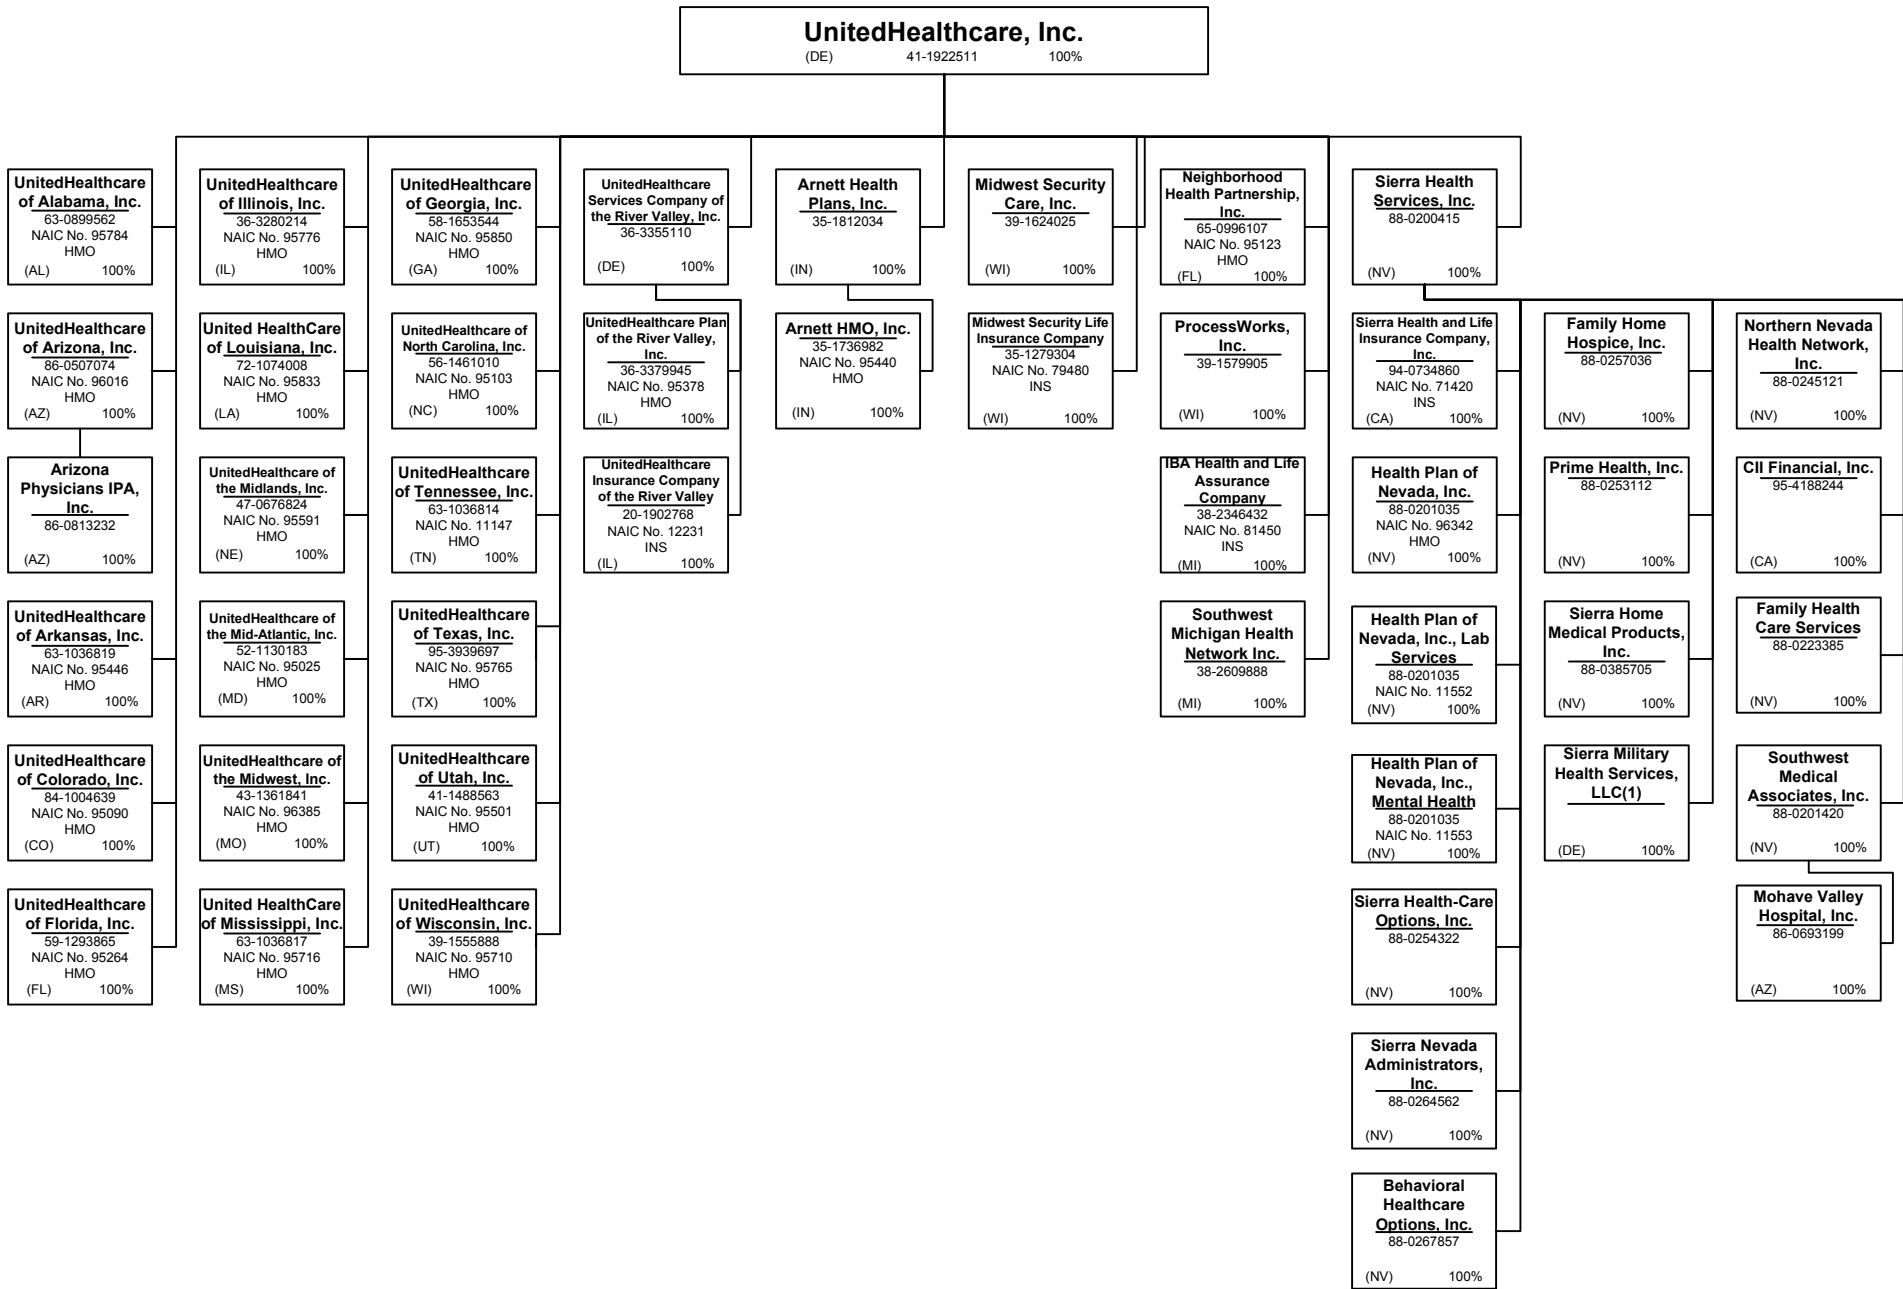 UnitedHealthcare, Inc.
(DE) 41-1922511 100%
UnitedHealthcare
of Alabama, Inc.
63-0899562
NAIC No. 95784
HMO
(AL) 100%
UnitedHealthcare
of Arizona, Inc.
86-0507074
NAIC No. 96016
HMO
(AZ) 100%
Arizona
Physicians IPA,
Inc.
86-0813232
(AZ) 100%
UnitedHealthcare
of Arkansas, Inc.
63-1036819
NAIC No. 95446
HMO
(AR) 100%
UnitedHealthcare
of Colorado, Inc.
84-1004639
NAIC No. 95090
HMO
(CO) 100%
UnitedHealthcare
of Florida, Inc.
59-1293865
NAIC No. 95264
HMO
(FL) 100%
UnitedHealthcare
of Illinois, Inc.
36-3280214
NAIC No. 95776
HMO
(IL) 100%
United HealthCare
of Louisiana, Inc.
72-1074008
NAIC No. 95833
HMO
(LA) 100%
UnitedHealthcare of
the Midlands, Inc.
47-0676824
NAIC No. 95591
HMO
(NE) 100%
UnitedHealthcare of
the Mid-Atlantic, Inc.
52-1130183
NAIC No. 95025
HMO
(MD) 100%
UnitedHealthcare of
the Midwest, Inc.
43-1361841
NAIC No. 96385
HMO
(MO) 100%
United HealthCare
of Mississippi, Inc.
63-1036817
NAIC No. 95716
HMO
(MS) 100%
UnitedHealthcare
of Georgia, Inc.
58-1653544
NAIC No. 95850
HMO
(GA) 100%
UnitedHealthcare of
North Carolina, Inc.
56-1461010
NAIC No. 95103
HMO
(NC) 100%
UnitedHealthcare
of Tennessee, Inc.
63-1036814
NAIC No. 11147
HMO
(TN) 100%
UnitedHealthcare
of Texas, Inc.
95-3939697
NAIC No. 95765
HMO
(TX) 100%
UnitedHealthcare
of Utah, Inc.
41-1488563
NAIC No. 95501
HMO
(UT) 100%
UnitedHealthcare
of Wisconsin, Inc.
39-1555888
NAIC No. 95710
HMO
(WI) 100%
UnitedHealthcare
Services Company of
the River Valley, Inc.
36-3355110
(DE) 100%
UnitedHealthcare Plan
of the River Valley,
Inc.
36-3379945
NAIC No. 95378
HMO
(IL) 100%
UnitedHealthcare
Insurance Company
of the River Valley
20-1902768
NAIC No. 12231
INS
(IL) 100%
Arnett Health
Plans, Inc.
35-1812034
(IN) 100%
Arnett HMO, Inc.
35-1736982
NAIC No. 95440
HMO
(IN) 100%
Midwest Security
Care, Inc.
39-1624025
(WI) 100%
Midwest Security Life
Insurance Company
35-1279304
NAIC No. 79480
INS
(WI) 100%
Neighborhood
Health Partnership,
Inc.
65-0996107
NAIC No. 95123
HMO
(FL) 100%
ProcessWorks,
Inc.
39-1579905
(WI) 100%
IBA Health and Life
Assurance
Company
38-2346432
NAIC No. 81450
INS
(MI) 100%
Southwest
Michigan Health
Network Inc.
38-2609888
(MI) 100%
Sierra Health
Services, Inc.
88-0200415
(NV) 100%
Sierra Health and Life
Insurance Company,
Inc.
94-0734860
NAIC No. 71420
INS
(CA) 100%
Health Plan of
Nevada, Inc.
88-0201035
NAIC No. 96342
HMO
(NV) 100%
Health Plan of
Nevada, Inc., Lab
Services
88-0201035
NAIC No. 11552
(NV) 100%
Health Plan of
Nevada, Inc.,
Mental Health
88-0201035
NAIC No. 11553
(NV) 100%
Sierra Health-Care
Options, Inc.
88-0254322
(NV) 100%
Sierra Nevada
Administrators,
Inc.
88-0264562
(NV) 100%
Behavioral
Healthcare
Options, Inc.
88-0267857
(NV) 100%
Family Home
Hospice, Inc.
88-0257036
(NV) 100%
Prime Health, Inc.
88-0253112
(NV) 100%
Sierra Home
Medical Products,
Inc.
88-0385705
(NV) 100%
Sierra Military
Health Services,
LLC(1)
(DE) 100%
Northern Nevada
Health Network,
Inc.
88-0245121
(NV) 100%
CII Financial, Inc.
95-4188244
(CA) 100%
Family Health
Care Services
88-0223385
(NV) 100%
Southwest
Medical
Associates, Inc.
88-0201420
(NV) 100%
Mohave Valley
Hospital, Inc.
86-0693199
(AZ) 100%